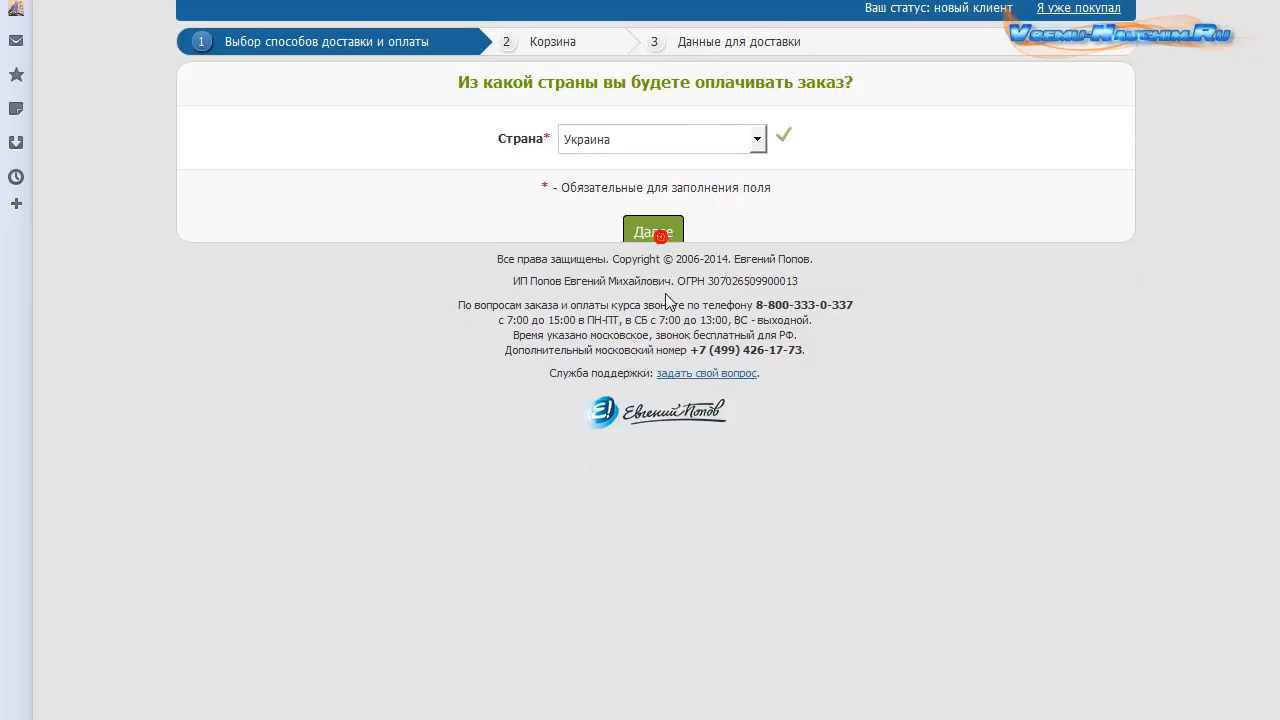 Ваш статус: новый клиент Я уже покупал
Vsemu-Nauchim.Ru
1 Выбор способов доставки и оплаты 2 Корзина 3 Данные для доставки
Из какой страны вы будете оплачивать заказ?
Страна* Украина
* - Обязательные для заполнения поля
Далее
Все права защищены. Copyright © 2006-2014. Евгений Попов.
ИП Попов Евгений Михайлович. ОГРН 307026509900013
По вопросам заказа и оплаты курса звоните по телефону 8-800-333-0-337
с 7:00 до 15:00 в ПН-ПТ, в СБ с 7:00 до 13:00, ВС - выходной.
Время указано московское, звонок бесплатный для РФ.
Дополнительный московский номер +7 (499) 426-17-73.
Служба поддержки: задать свой вопрос.
Е! Евгений Попов